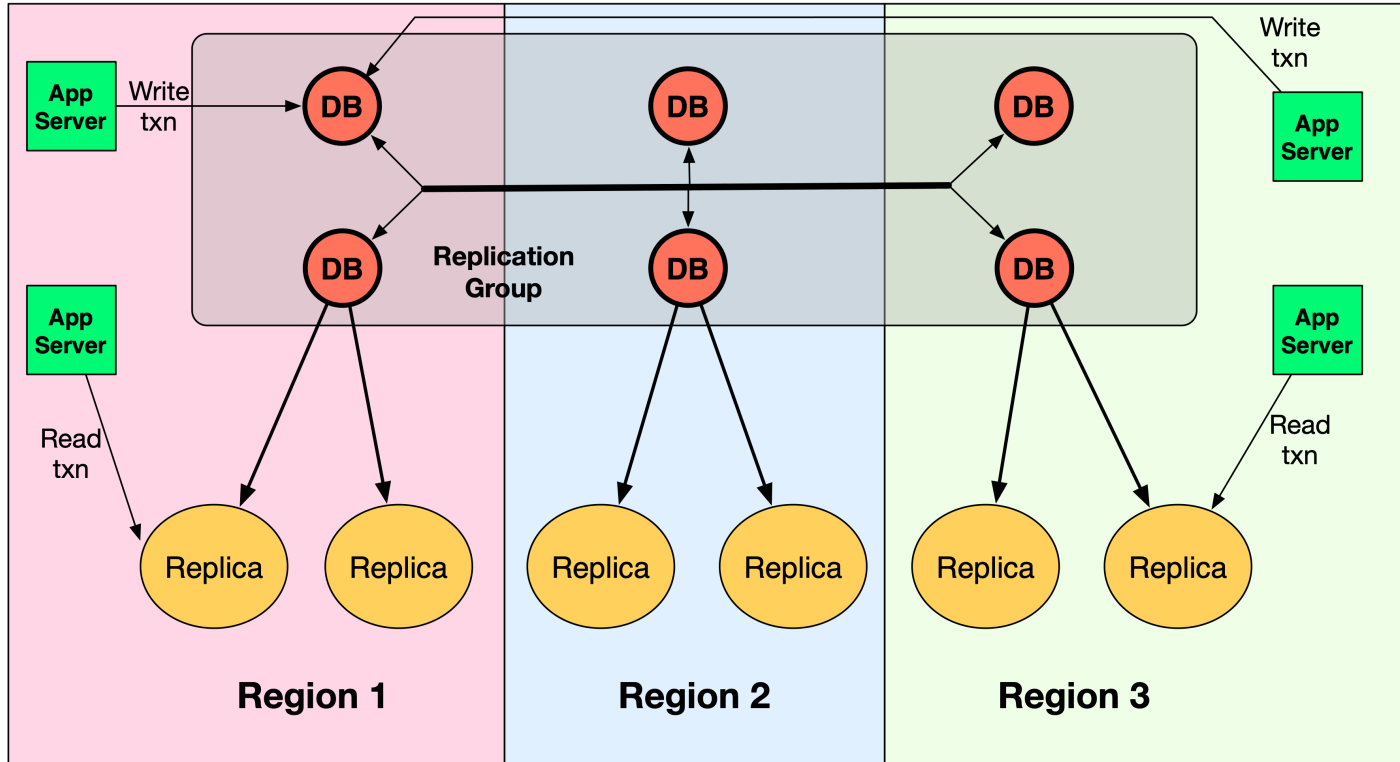 Write
txn
App
Server
Write
txn
DB
DB
DB
App
Server
Replication
Group
DB
DB
DB
App
Server
App
Server
Read
txn
Read
txn
Replica
Replica
Replica
Replica
Replica
Replica
Region 1
Region 2
Region 3